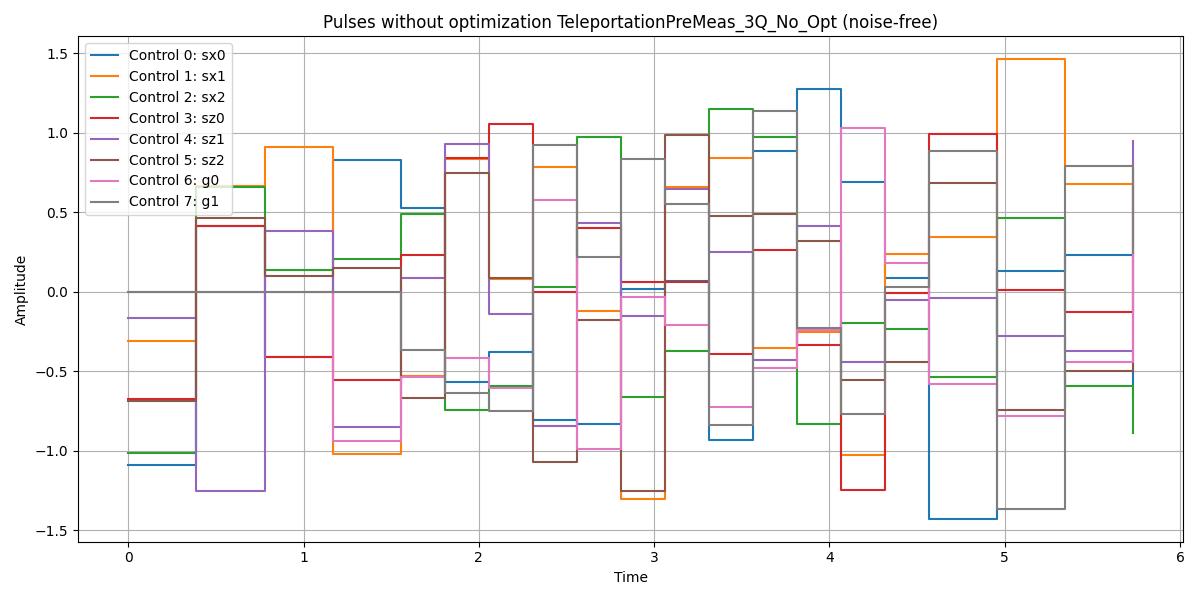 Pulses without optimization TeleportationPreMeas_3Q_No_Opt (noise-free)
1.5
1.0
0.5
0.0
−0.5
−1.0
−1.5
Amplitude
Control 0: sx0
Control 1: sx1
Control 2: sx2
Control 3: sz0
Control 4: sz1
Control 5: sz2
Control 6: g0
Control 7: g1
0 1 2 3 4 5 6
Time